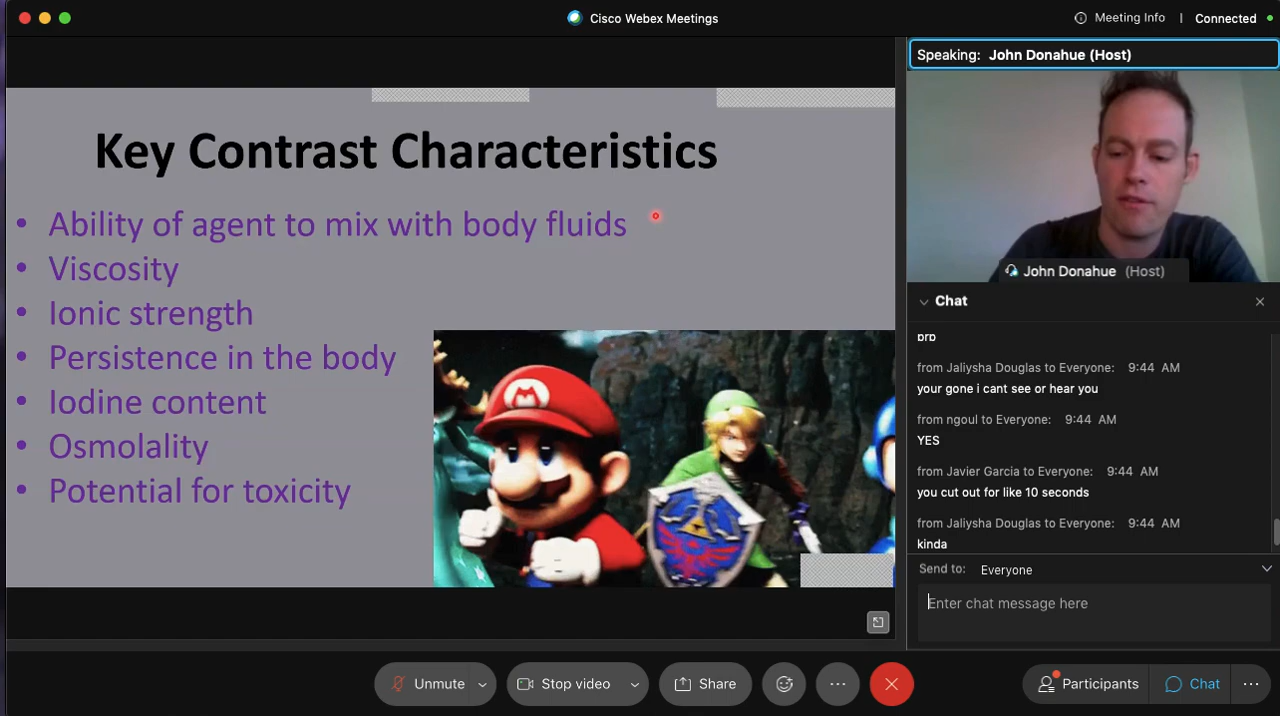 Cisco Webex Meetings
Meeting Info
Connected
Speaking: John Donahue (Host)
Key Contrast Characteristics
• Ability of agent to mix with body fluids
• Viscosity
• Ionic strength
• Persistence in the body
• Iodine content
• Osmolality
• Potential for toxicity
M
John Donahue (Host)
Chat
from Jaliysha Douglas to Everyone: 9:44 AM
your gone i cant see or hear you
from ngoul to Everyone: 9:44 AM
YES
from Javier Garcia to Everyone: 9:44 AM
you cut out for like 10 seconds
from Jaliysha Douglas to Everyone: 9:44 AM
kinda
Send to: Everyone
Enter chat message here
Unmute
Stop video
Share
Participants
Chat